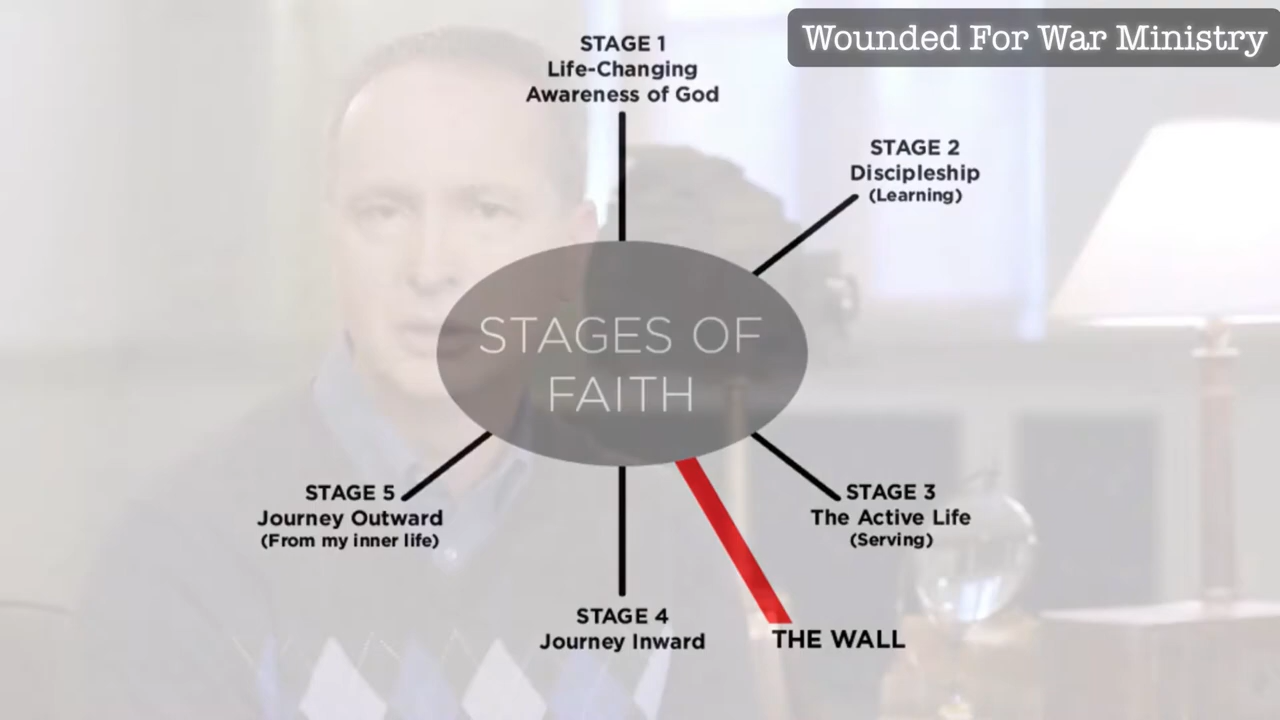 Wounded For War Ministry
STAGE 1
Life-Changing
Awareness of God
STAGE 2
Discipleship
(Learning)
STAGES OF
FAITH
STAGE 3
The Active Life
(Serving)
THE WALL
STAGE 4
Journey Inward
STAGE 5
Journey Outward
(From my inner life)